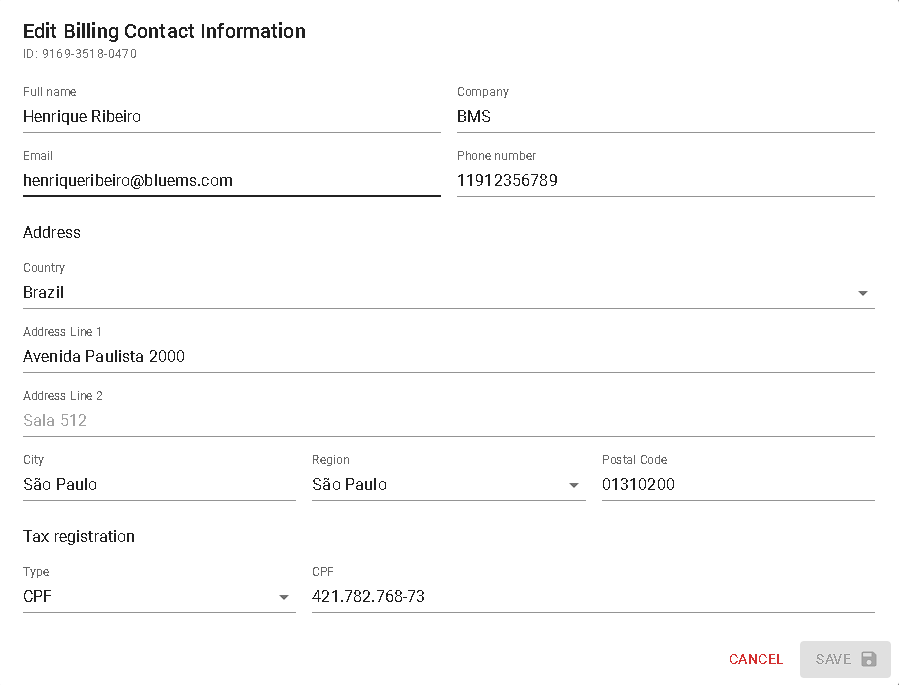 Edit Billing Contact Information
ID: 9169-3518-0470
Full name
Henrique Ribeiro
Company
BMS
Email
henriqueribeiro@bluems.com
Phone number
11912356789
Address
Country
Brazil
Address Line 1
Avenida Paulista 2000
Address Line 2
Sala 512
City
São Paulo
Region
São Paulo
Postal Code
01310200
Tax registration
Type
CPF
CPF
421.782.768-73
CANCEL
SAVE